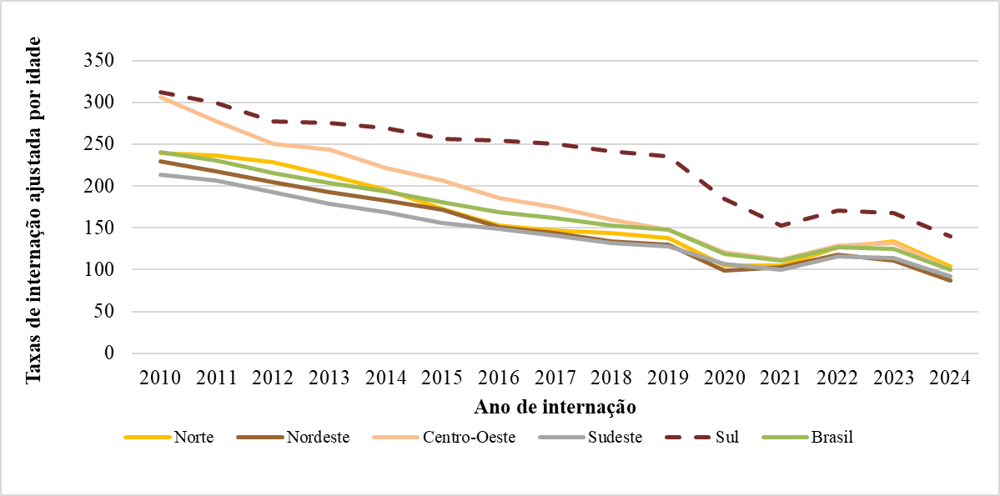 Taxas de internação ajustada por idade
350
300
250
200
150
100
50
0
2010 2011 2012 2013 2014 2015 2016 2017 2018 2019 2020 2021 2022 2023 2024
Ano de internação
Norte Nordeste Centro-Oeste Sudeste Sul Brasil